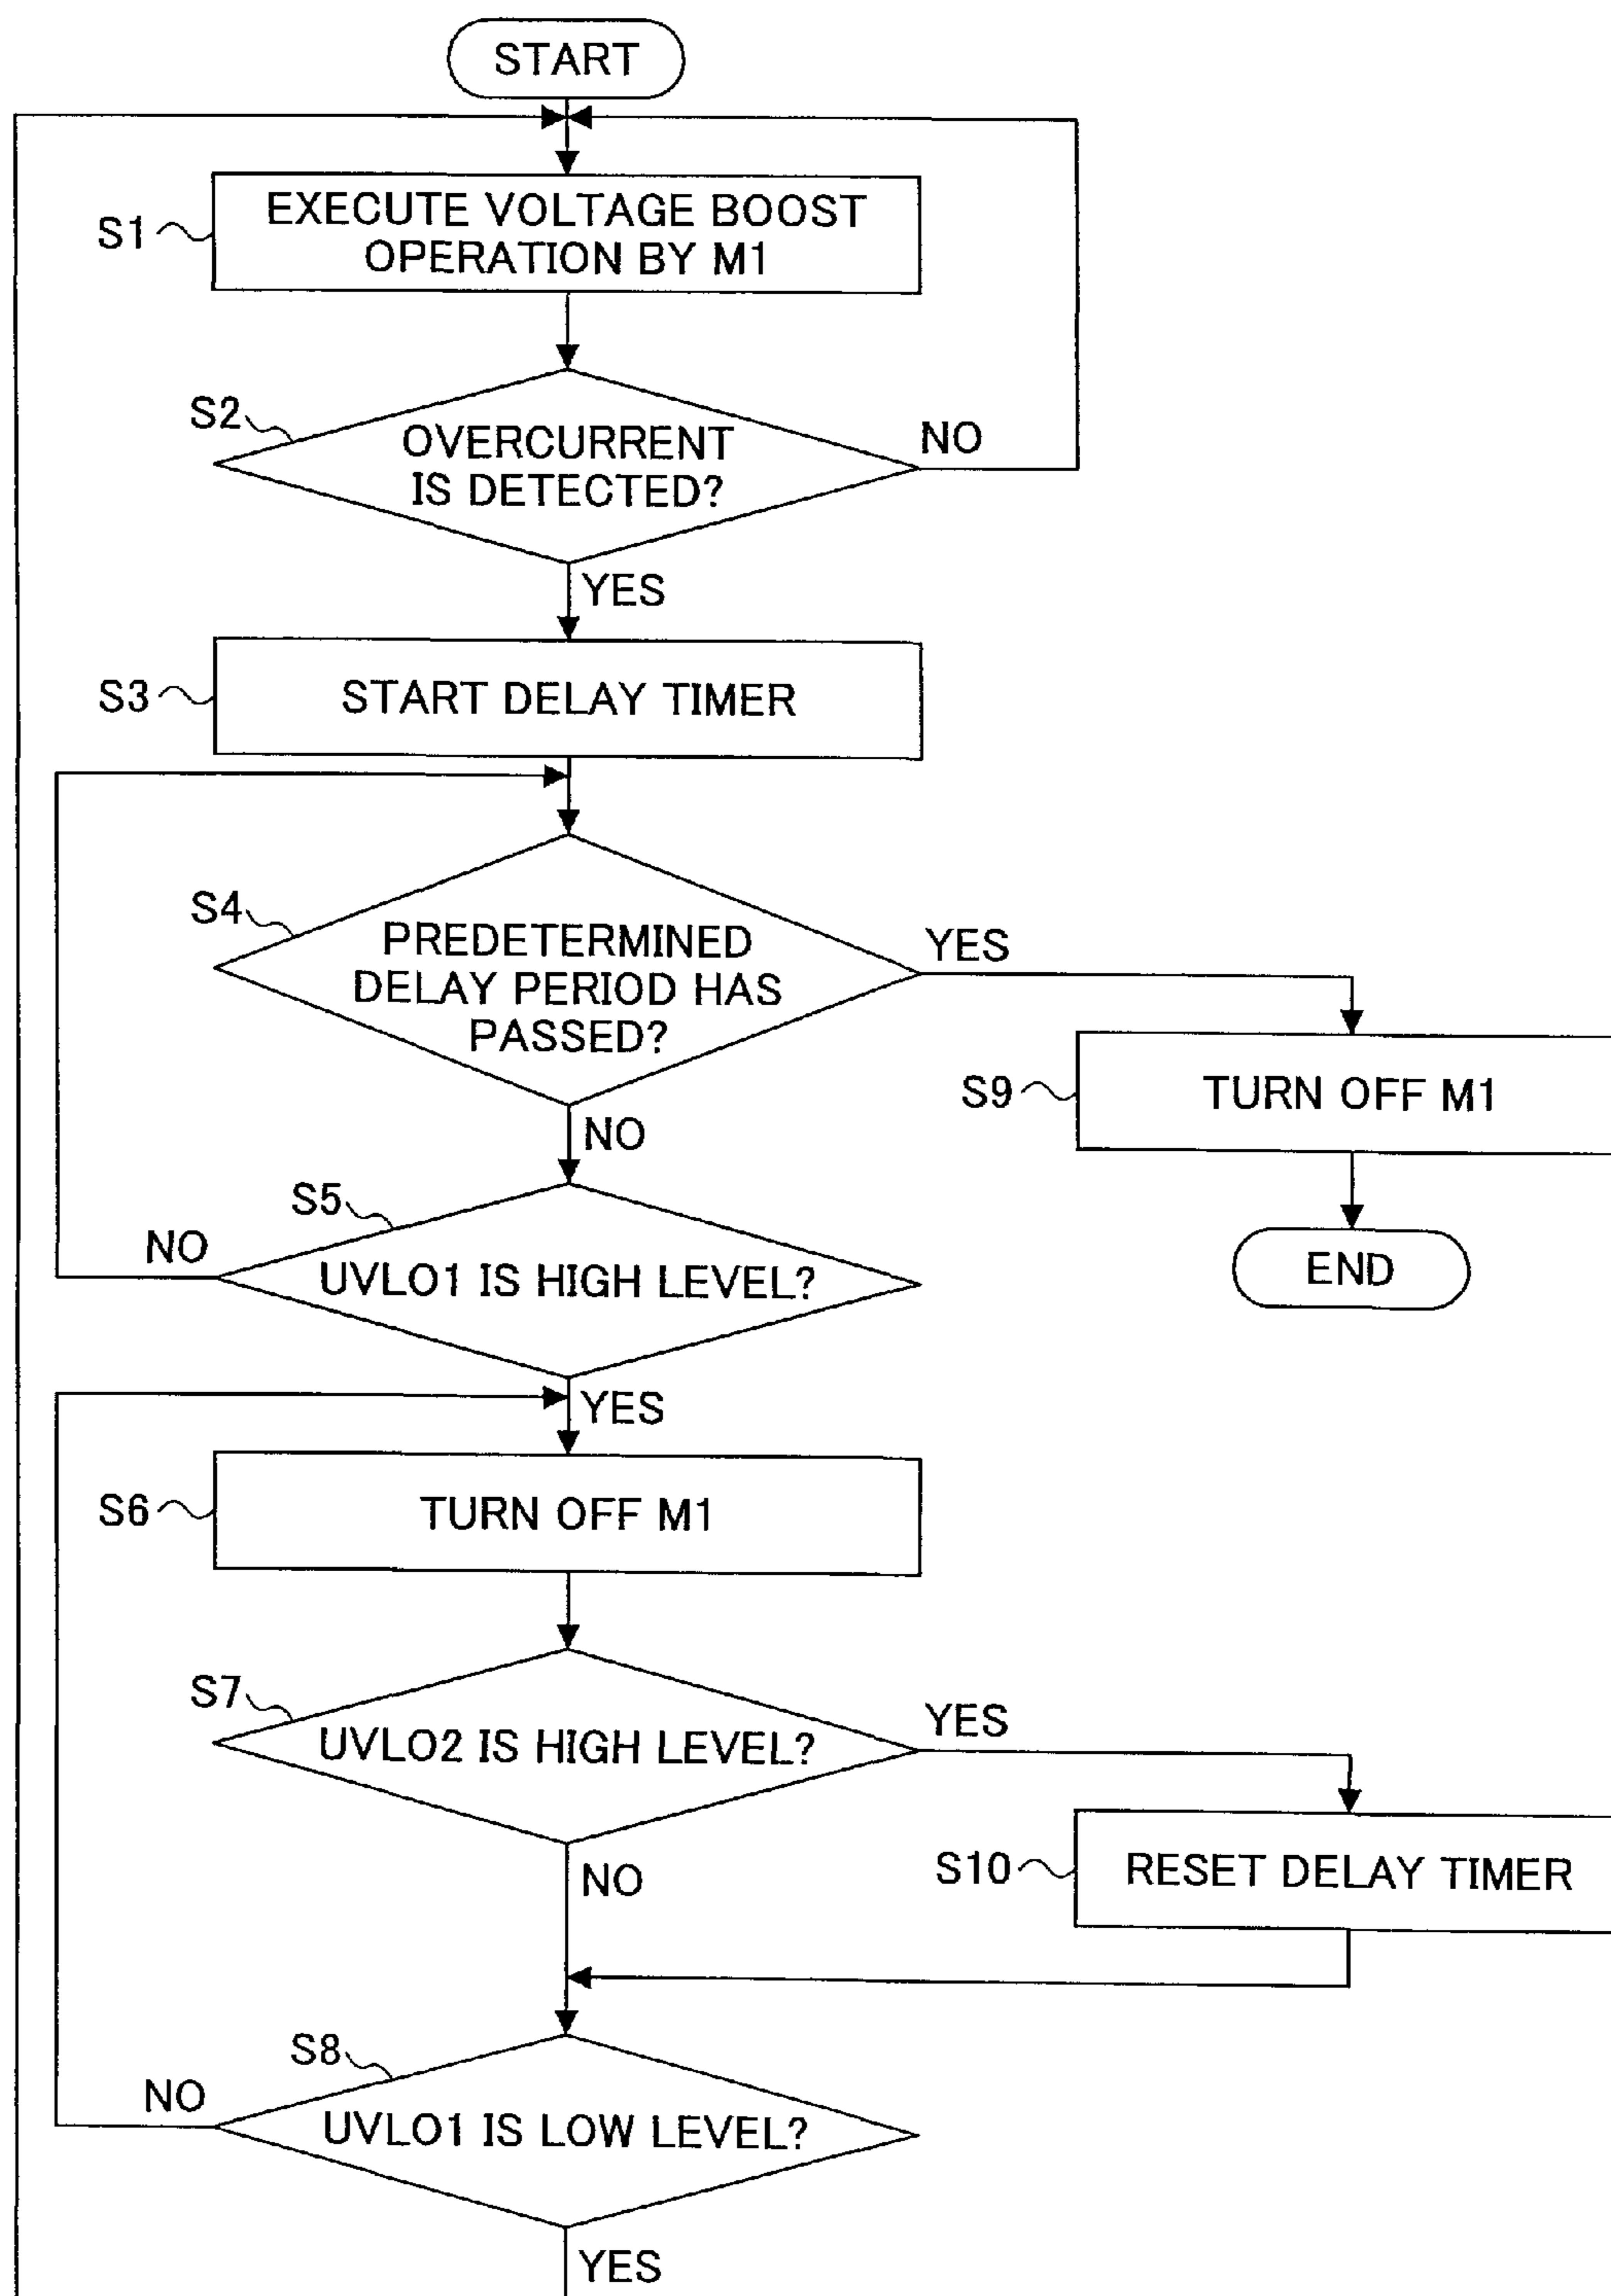 START
S1
EXECUTE VOLTAGE BOOST
OPERATION BY M1
S2
OVERCURRENT
IS DETECTED?
NO
YES
S3
START DELAY TIMER
S4
PREDETERMINED
DELAY PERIOD HAS
PASSED?
YES
NO
S9
TURN OFF M1
END
S5
NO
UVLO1 IS HIGH LEVEL?
YES
S6
TURN OFF M1
S7
UVLO2 IS HIGH LEVEL?
YES
NO
S10
RESET DELAY TIMER
S8
NO
UVLO1 IS LOW LEVEL?
YES